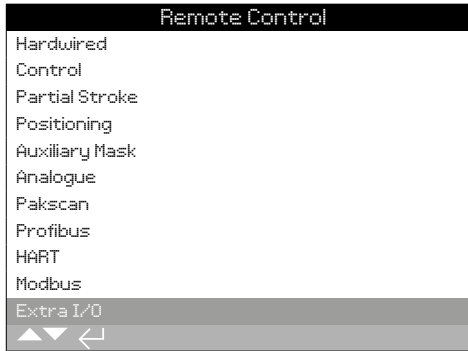 Remote Control
Hardwired
Control
Partial Stroke
Positioning
Auxiliary Mask
Analogue
Pakscan
Profibus
HART
Modbus
Extra I/O